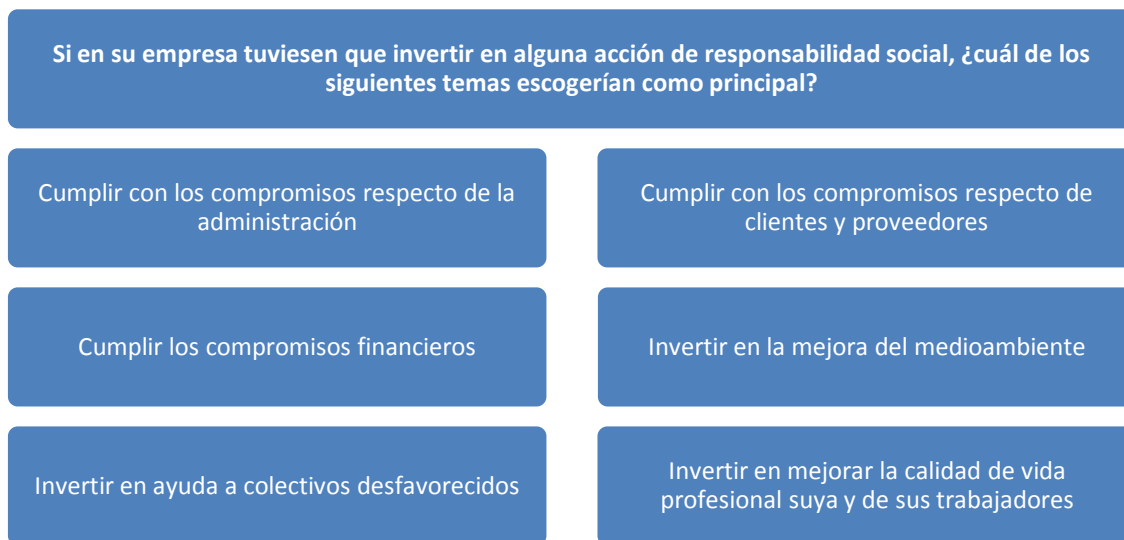 Si en su empresa tuviesen que invertir en alguna acción de responsabilidad social, ¿cuál de los
siguientes temas escogerían como principal?
Cumplir con los compromisos respecto de la
administración
Cumplir con los compromisos respecto de
clientes y proveedores
Cumplir los compromisos financieros
Invertir en la mejora del medioambiente
Invertir en ayuda a colectivos desfavorecidos
Invertir en mejorar la calidad de vida
profesional suya y de sus trabajadores